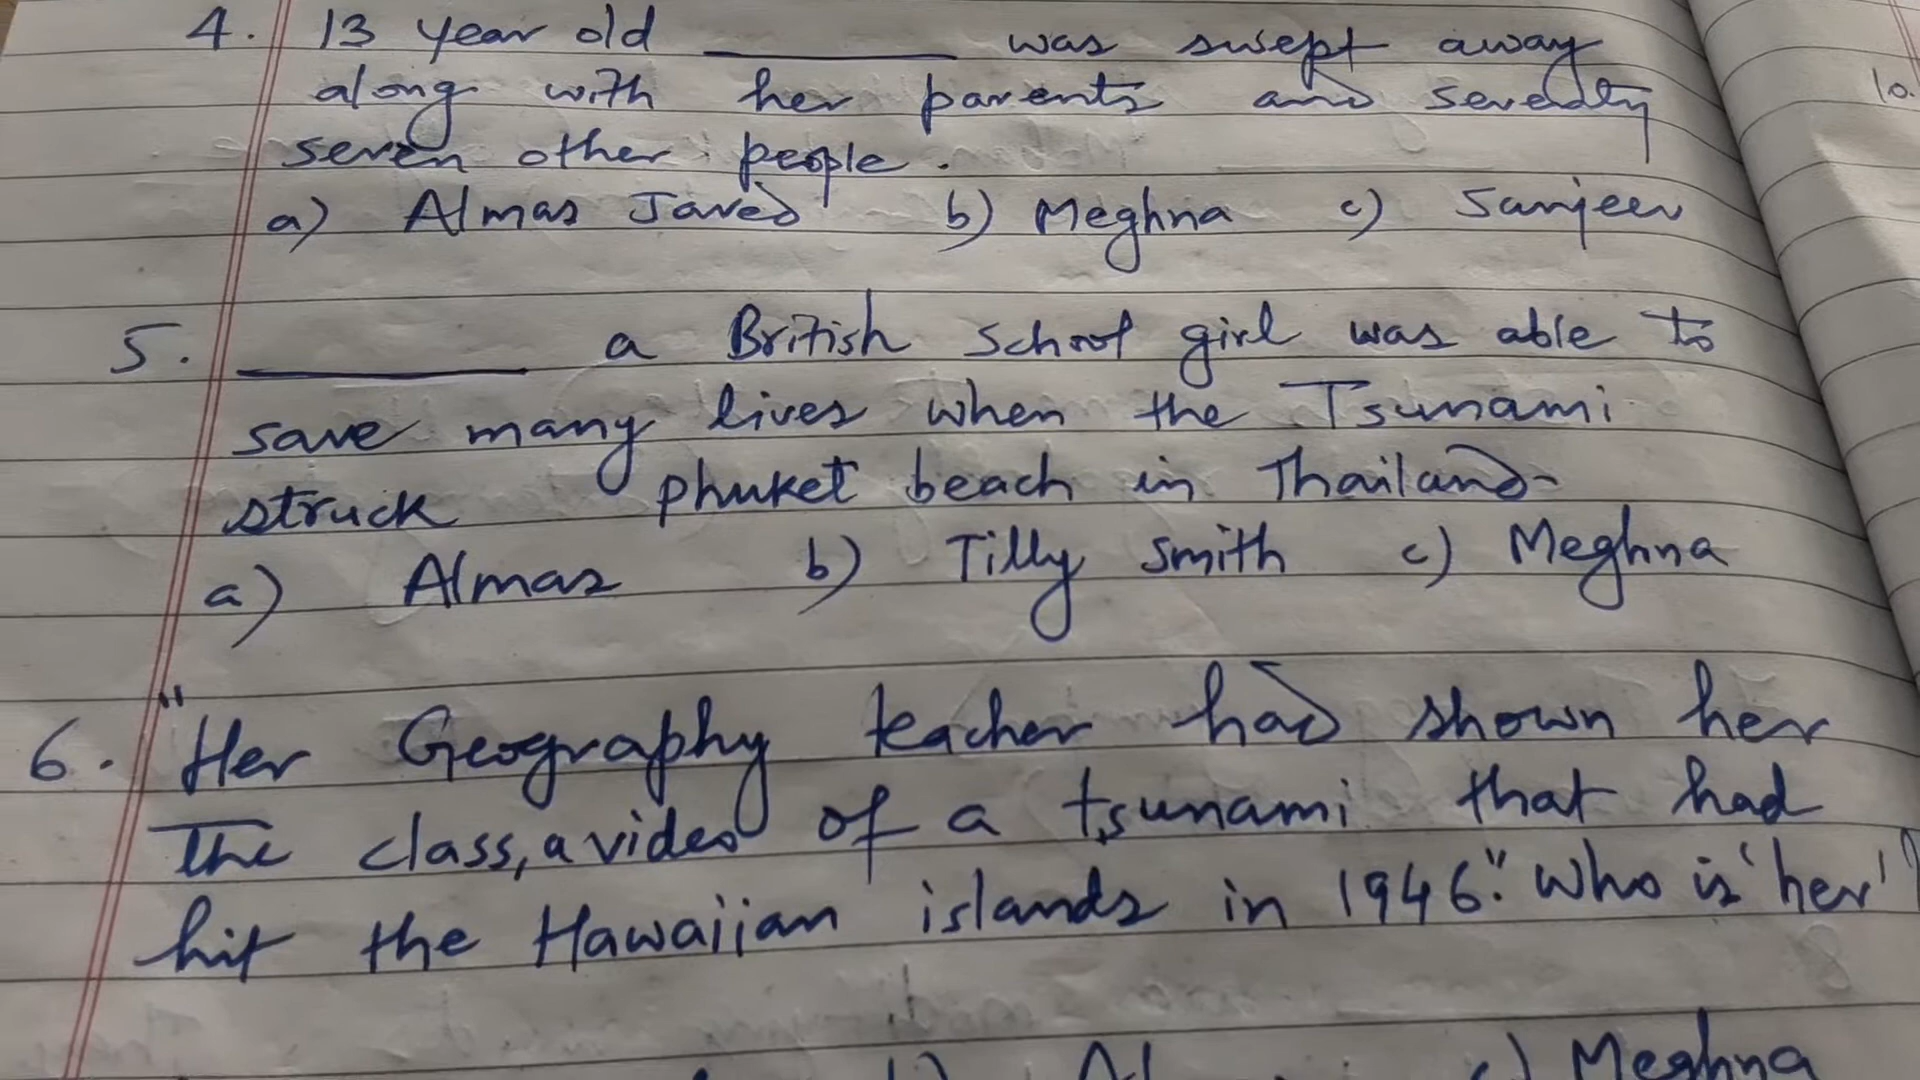 4. 13 year old ________ was swept away
along with her parents and seventy
seven other people.
a) Almas Javed b) Meghna c) Sanjeev
5. ________ a British School girl was able to
save many lives when the Tsunami
struck phuket beach in Thailand.
a) Almas b) Tilly Smith c) Meghna
6. "Her Geography teacher had shown her
The class, a video of a tsunami that had
hit the Hawaiian islands in 1946". Who is 'her'
c) Meghna
10.